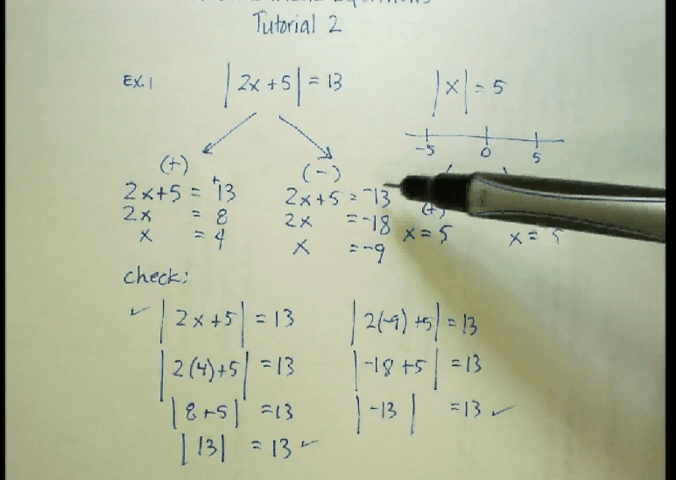 Equations
Tutorial 2
Ex.1 |2x+5| = 13
|x| = 5
-5 0 5
(+) (-)
2x+5 = +13
2x = 8
x = 4
2x+5 = -13
2x = -18
x = -9
(+)
x = 5 x =
Check:
✓ |2x+5| = 13
|2(4)+5| = 13
|8+5| = 13
|13| = 13 ✓
|2(-9)+5| = 13
|-18+5| = 13
|-13| = 13 ✓